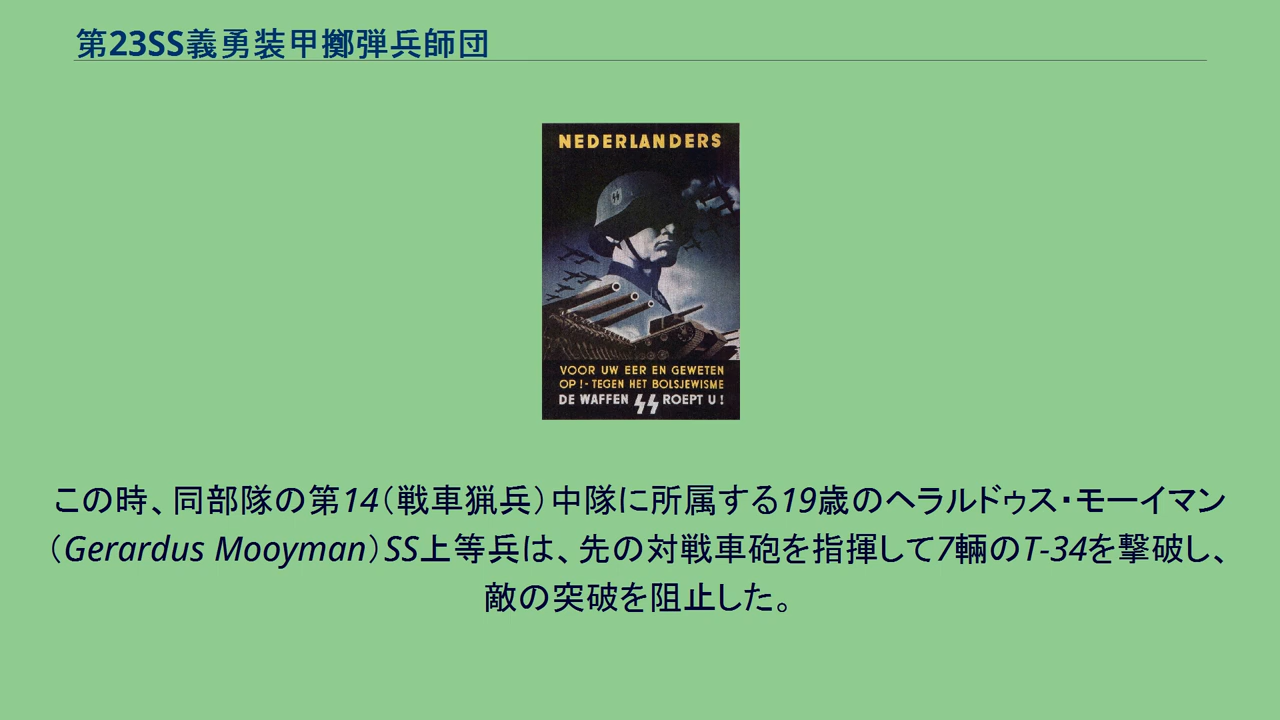 第23SS義勇装甲擲弾兵師団
NEDERLANDERS
VOOR UW EER EN GEWETEN
OP!-TEGEN HET BOLSJEWISME
DE WAFFEN SS ROEPT U!
この時、同部隊の第14（戦車猟兵）中隊に所属する19歳のヘラルドゥス・モーイマン
（Gerardus Mooyman）SS上等兵は、先の対戦車砲を指揮して7輛のT-34を撃破し、
敵の突破を阻止した。